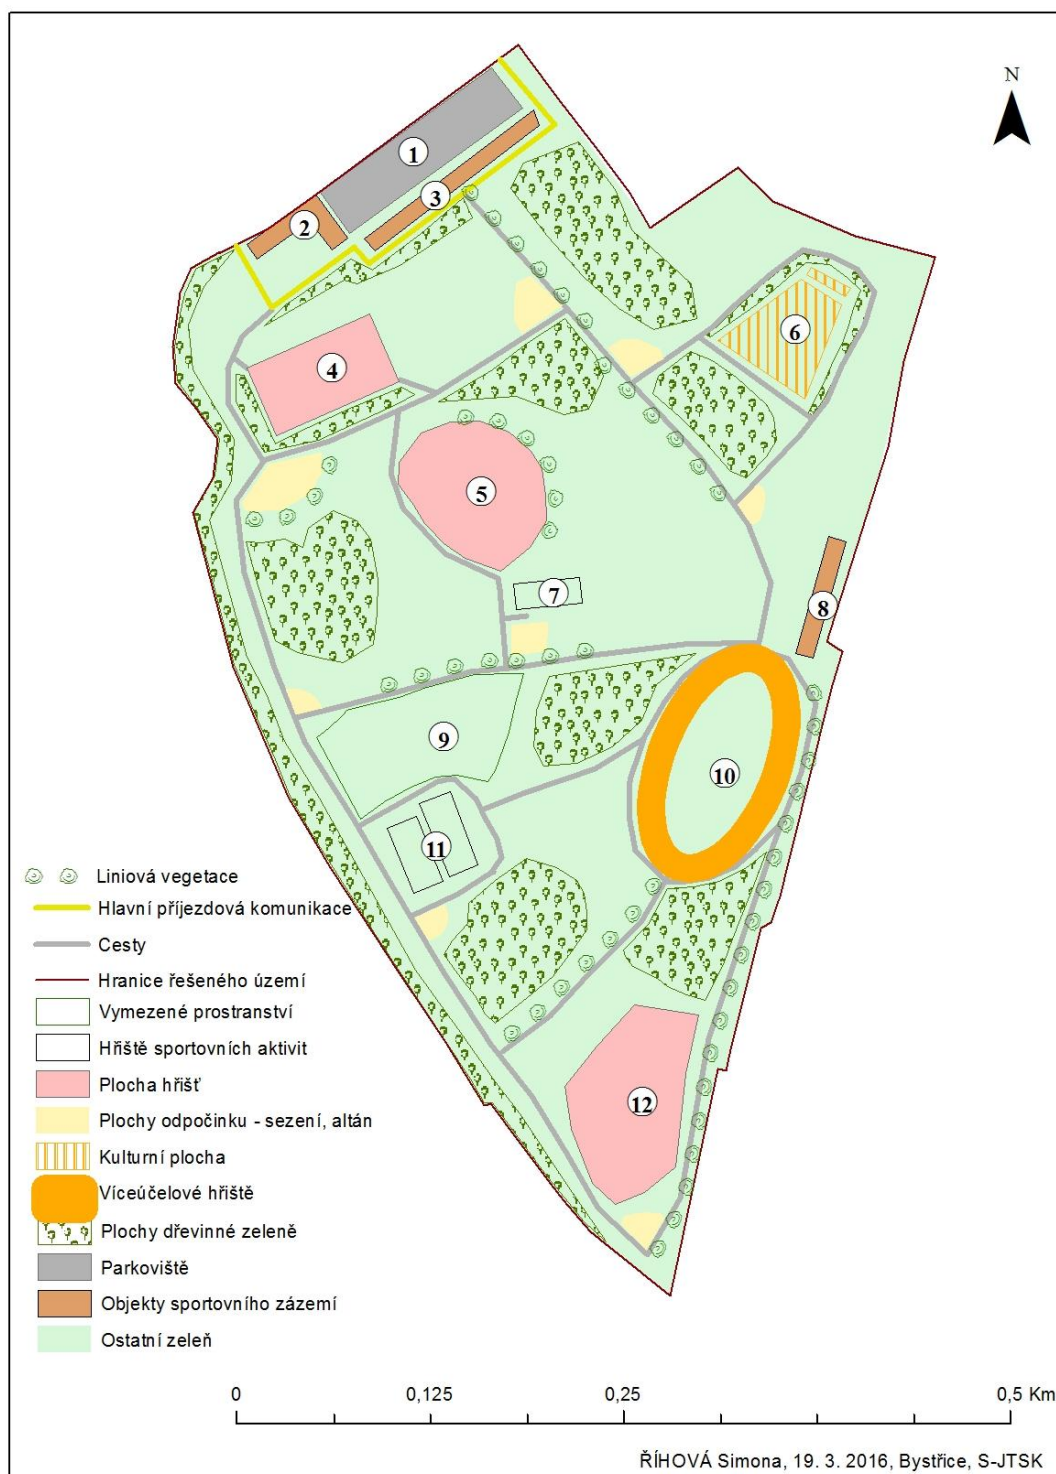 N
1
3
2
6
4
5
7
8
9
10
11
12
Liniová vegetace
Hlavní příjezdová komunikace
Cesty
Hranice řešeného území
Vymezené prostranství
Hřiště sportovních aktivit
Plocha hřišť
Plochy odpočinku - sezení, altán
Kulturní plocha
Víceúčelové hřiště
Plochy dřevinné zeleně
Parkoviště
Objekty sportovního zázemí
Ostatní zeleň
0 0,125 0,25 0,5 Km
ŘÍHOVÁ Simona, 19. 3. 2016, Bystřice, S-JTSK